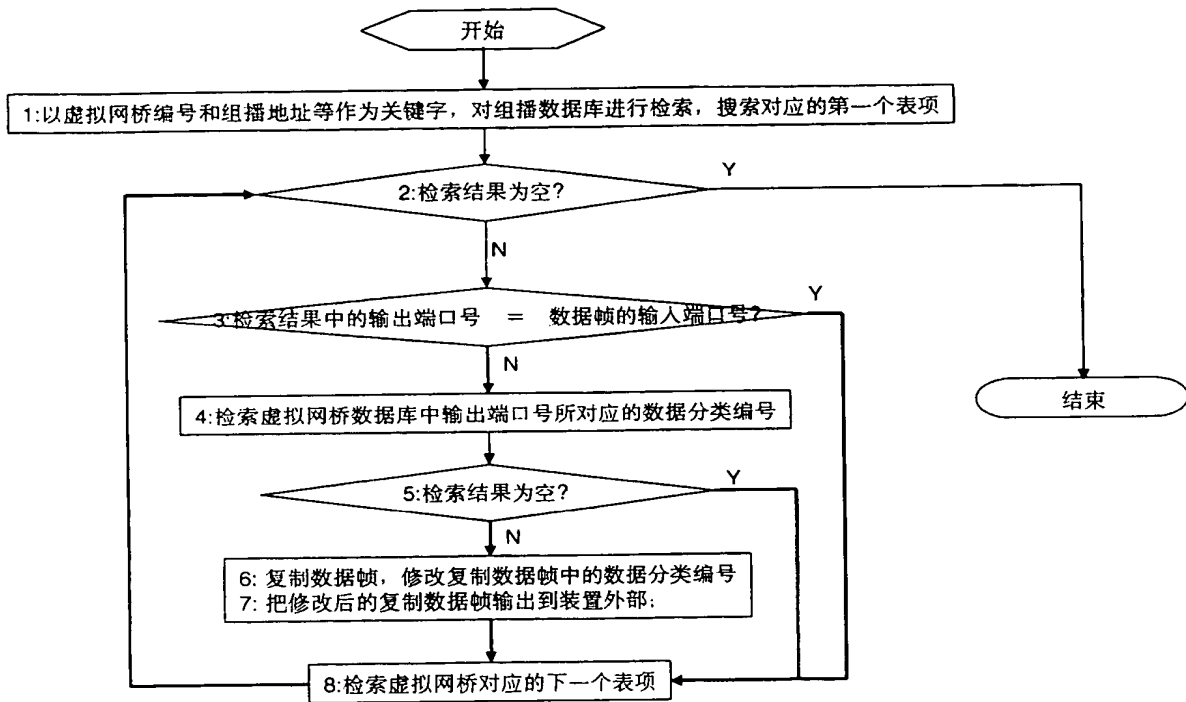 开始
1:以虚拟网桥编号和组播地址等作为关键字，对组播数据库进行检索，搜索对应的第一个表项
2:检索结果为空?
Y
N
3:检索结果中的输出端口号 = 数据帧的输入端口号?
Y
N
4:检索虚拟网桥数据库中输出端口号所对应的数据分类编号
结束
5:检索结果为空?
Y
N
6: 复制数据帧，修改复制数据帧中的数据分类编号
7: 把修改后的复制数据帧输出到装置外部;
8:检索虚拟网桥对应的下一个表项